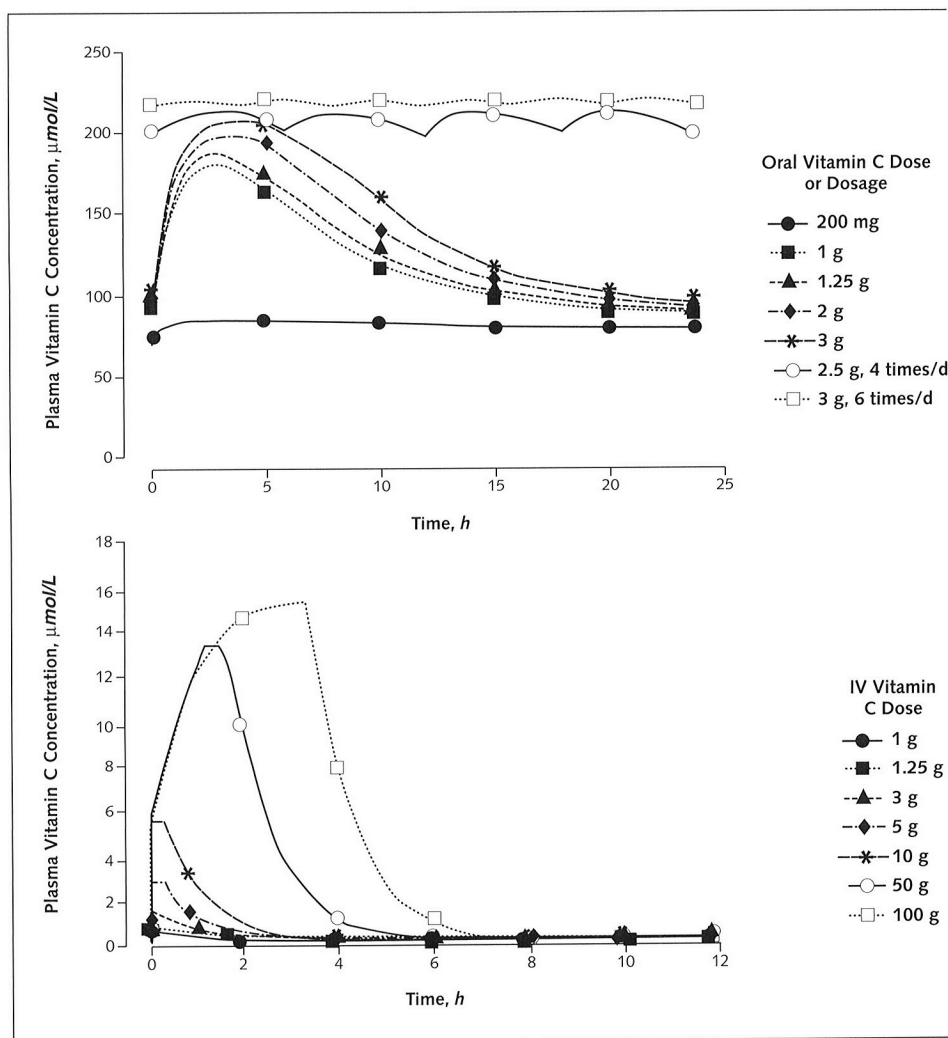 250
200
150
100
50
0
Plasma Vitamin C Concentration, μmol/L
0 5 10 15 20 25
Time, h
Oral Vitamin C Dose
or Dosage
200 mg
1 g
1.25 g
2 g
3 g
2.5 g, 4 times/d
3 g, 6 times/d
18
16
14
12
10
8
6
4
2
0
Plasma Vitamin C Concentration, μmol/L
0 2 4 6 8 10 12
Time, h
IV Vitamin
C Dose
1 g
1.25 g
3 g
5 g
10 g
50 g
100 g